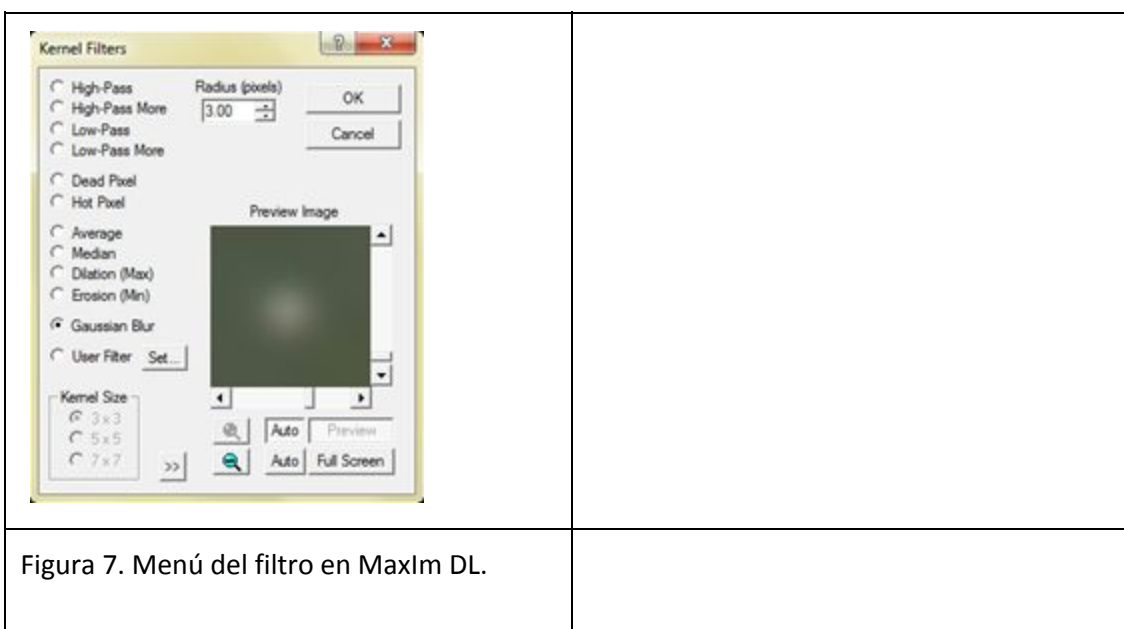 Kernel Filters
High-Pass
High-Pass More
Low-Pass
Low-Pass More
Dead Pixel
Hot Pixel
Average
Median
Dilation (Max)
Erosion (Min)
Gaussian Blur
User Filter Set...
Kernel Size
3 x 3
5 x 5
7 x 7
>>
Radius (pixels)
3.00
OK
Cancel
Preview Image
Auto Preview
Auto Full Screen
Figura 7. Menú del filtro en MaxIm DL.